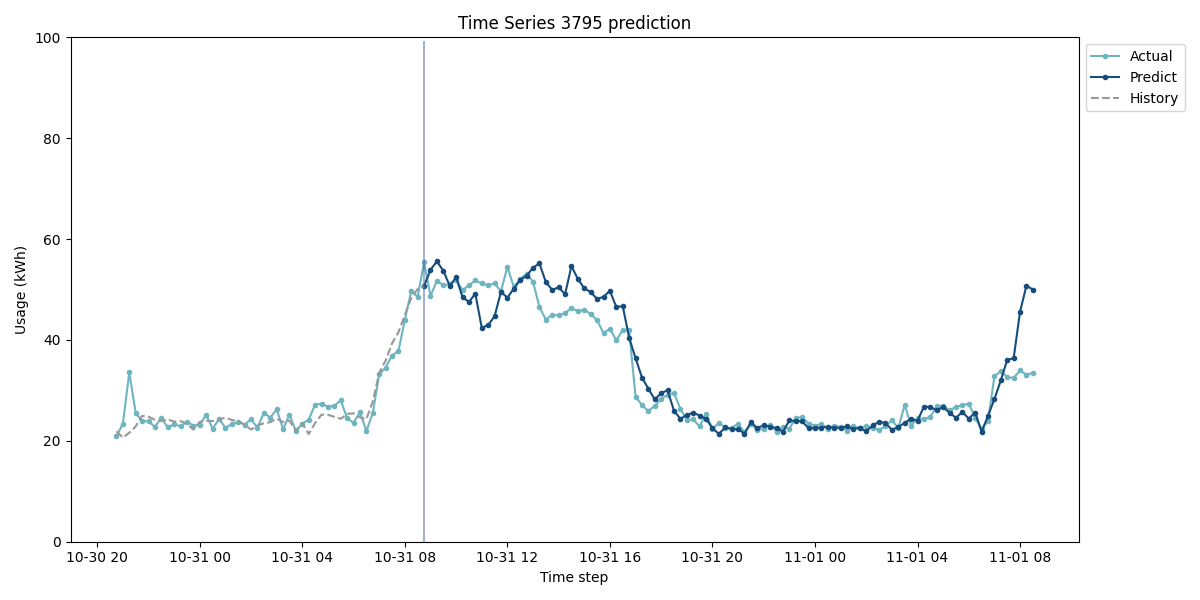 Time Series 3795 prediction
Usage (kWh)
100
80
60
40
20
0
10-30 20
10-31 00
10-31 04
10-31 08
10-31 12
10-31 16
10-31 20
11-01 00
11-01 04
11-01 08
Time step
Actual
Predict
History